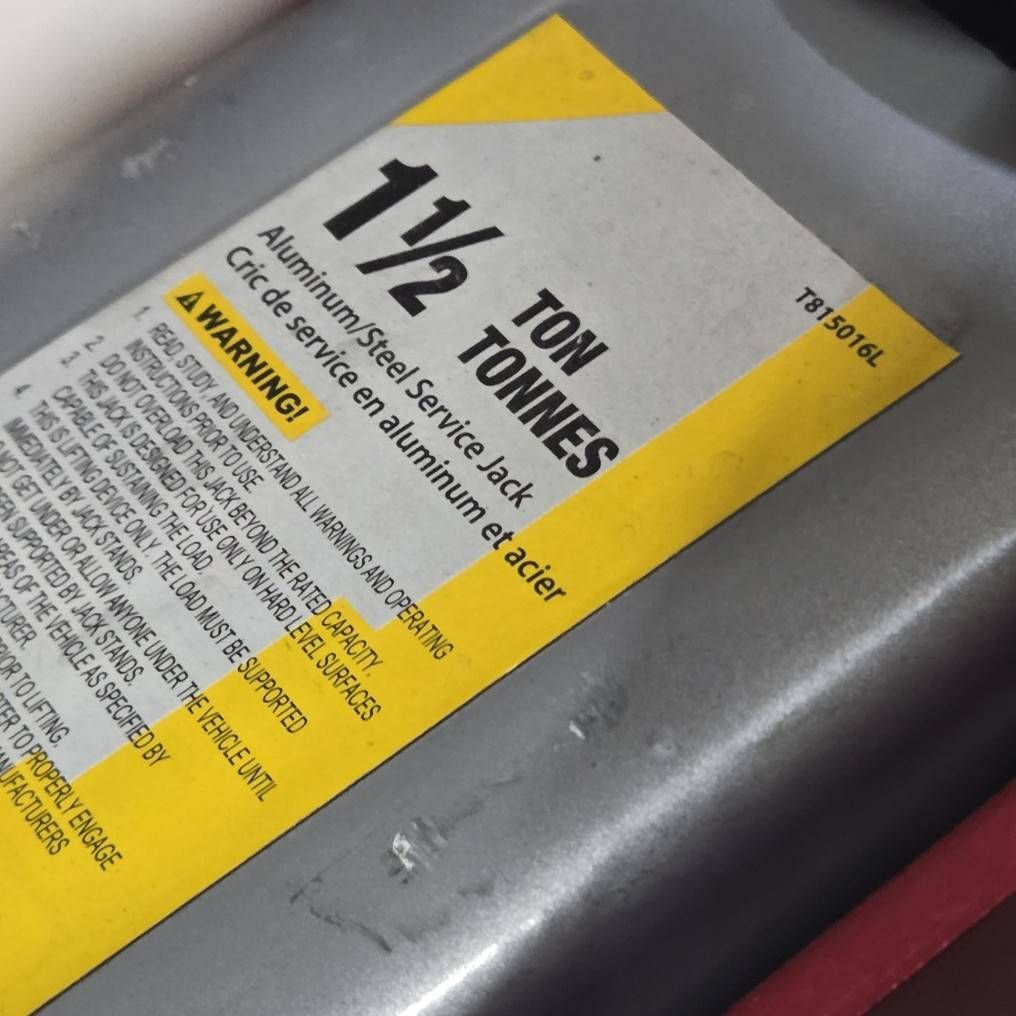 T815016L
1 1/2 TON
TONNES
Aluminum/Steel Service Jack
Cric de service en aluminum et acier
WARNING!
1. READ, STUDY, AND UNDERSTAND ALL WARNINGS AND OPERATING
INSTRUCTIONS PRIOR TO USE.
2. DO NOT OVERLOAD THIS JACK BEYOND THE RATED CAPACITY.
3. THIS JACK IS DESIGNED FOR USE ONLY ON HARD LEVEL SURFACES
CAPABLE OF SUSTAINING THE LOAD.
4. THIS IS LIFTING DEVICE ONLY. THE LOAD MUST BE SUPPORTED
IMMEDIATELY BY JACK STANDS.
NOT GET UNDER OR ALLOW ANYONE UNDER THE VEHICLE UNTIL
SUPPORTED BY JACK STANDS.
OF THE VEHICLE AS SPECIFIED BY
PRIOR TO LIFTING.
TO PROPERLY ENGAGE